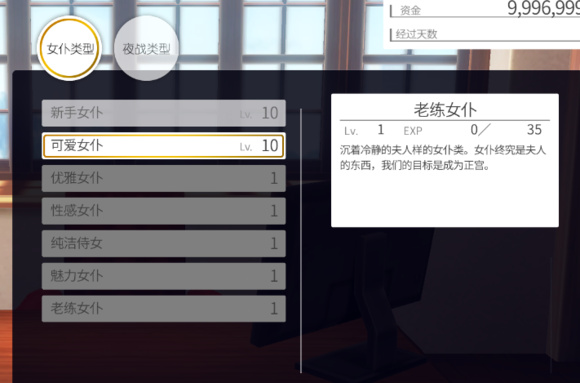 资金 9,996,999
经过天数
女仆类型 夜战类型
新手女仆 Lv. 10
可爱女仆 Lv. 10
优雅女仆 1
性感女仆 1
纯洁侍女 1
魅力女仆 1
老练女仆 1
老练女仆
Lv. 1 EXP 0／ 35
沉着冷静的夫人样的女仆类。女仆终究是夫人
的东西，我们的目标是成为正宫。